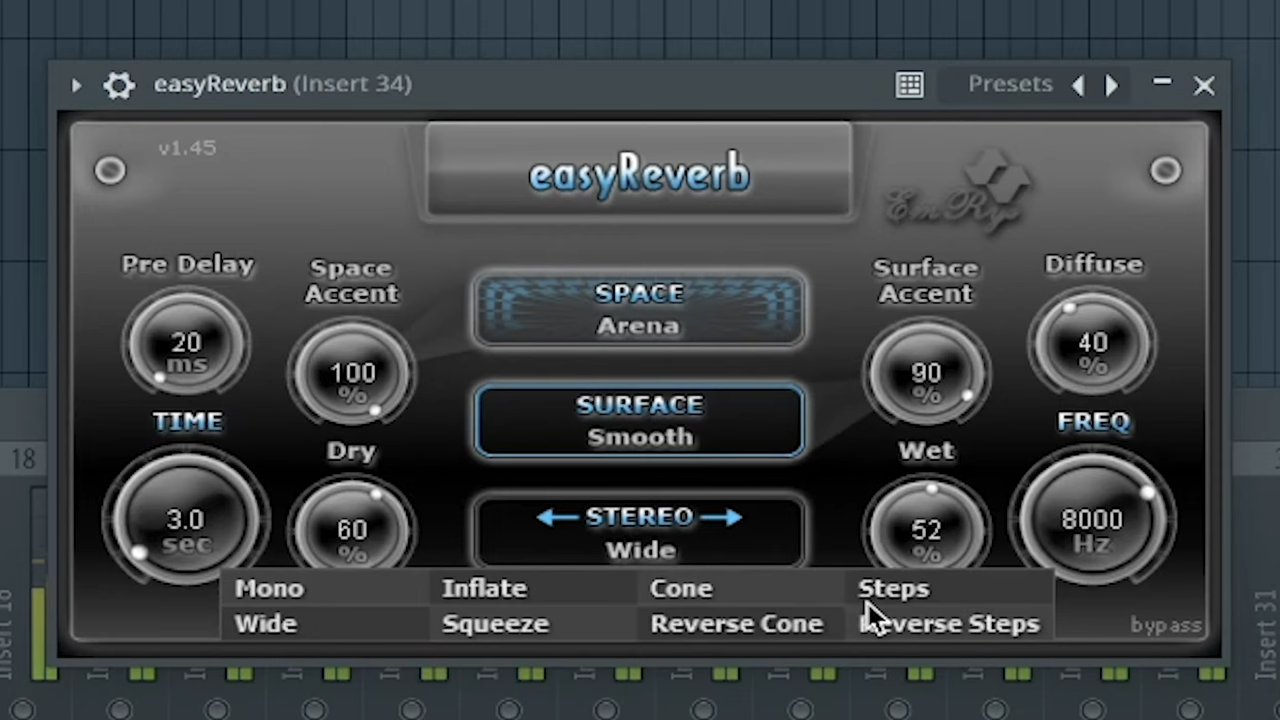 easyReverb (Insert 34)
Presets
v1.45
easyReverb
EmRys
Pre Delay
20
ms
Space
Accent
100
%
SPACE
Arena
Surface
Accent
90
%
Diffuse
40
%
TIME
3.0
sec
Dry
60
%
SURFACE
Smooth
Wet
52
%
FREQ
8000
Hz
STEREO
Wide
Mono Inflate Cone Steps
Wide Squeeze Reverse Cone Reverse Steps
bypass
18
Insert 31